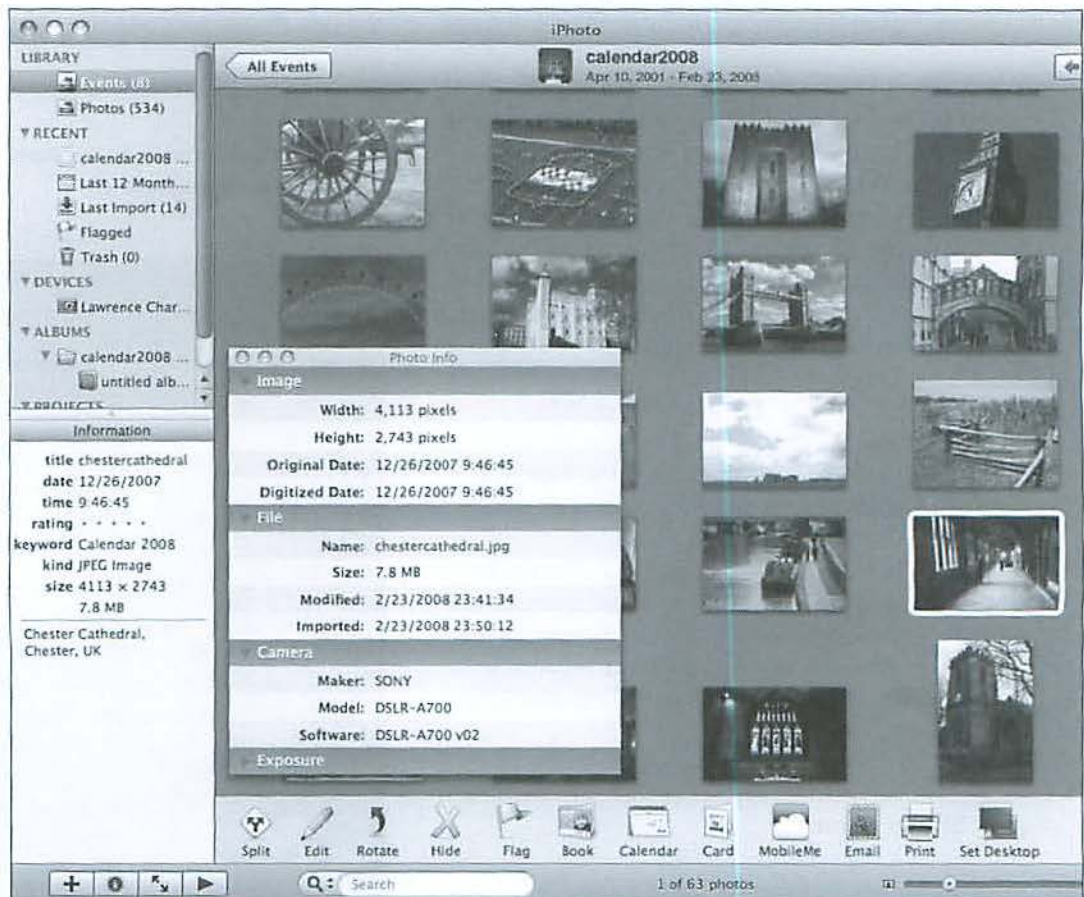 iPhoto
LIBRARY
Events (8)
Photos (534)
RECENT
calendar2008 ...
Last 12 Month...
Last Import (14)
Flagged
Trash (0)
DEVICES
Lawrence Char...
ALBUMS
calendar2008 ...
untitled alb...
PROJECTS
Information
title chestercathedral
date 12/26/2007
time 9:46:45
rating · · · · ·
keyword Calendar 2008
kind JPEG Image
size 4113 × 2743
7.8 MB
Chester Cathedral,
Chester, UK
All Events
calendar2008
Apr 10, 2001 - Feb 23, 2008
Photo Info
Image
Width: 4,113 pixels
Height: 2,743 pixels
Original Date: 12/26/2007 9:46:45
Digitized Date: 12/26/2007 9:46:45
File
Name: chestercathedral.jpg
Size: 7.8 MB
Modified: 2/23/2008 23:41:34
Imported: 2/23/2008 23:50:12
Camera
Maker: SONY
Model: DSLR-A700
Software: DSLR-A700 v02
Exposure
Split Edit Rotate Hide Flag Book Calendar Card MobileMe Email Print Set Desktop
Search
1 of 63 photos